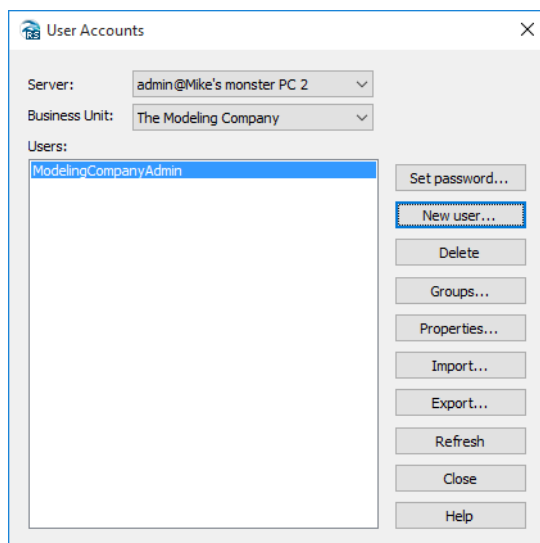 RS User Accounts
Server: admin@Mike's monster PC 2
Business Unit: The Modeling Company
Users:
ModelingCompanyAdmin
Set password...
New user...
Delete
Groups...
Properties...
Import...
Export...
Refresh
Close
Help